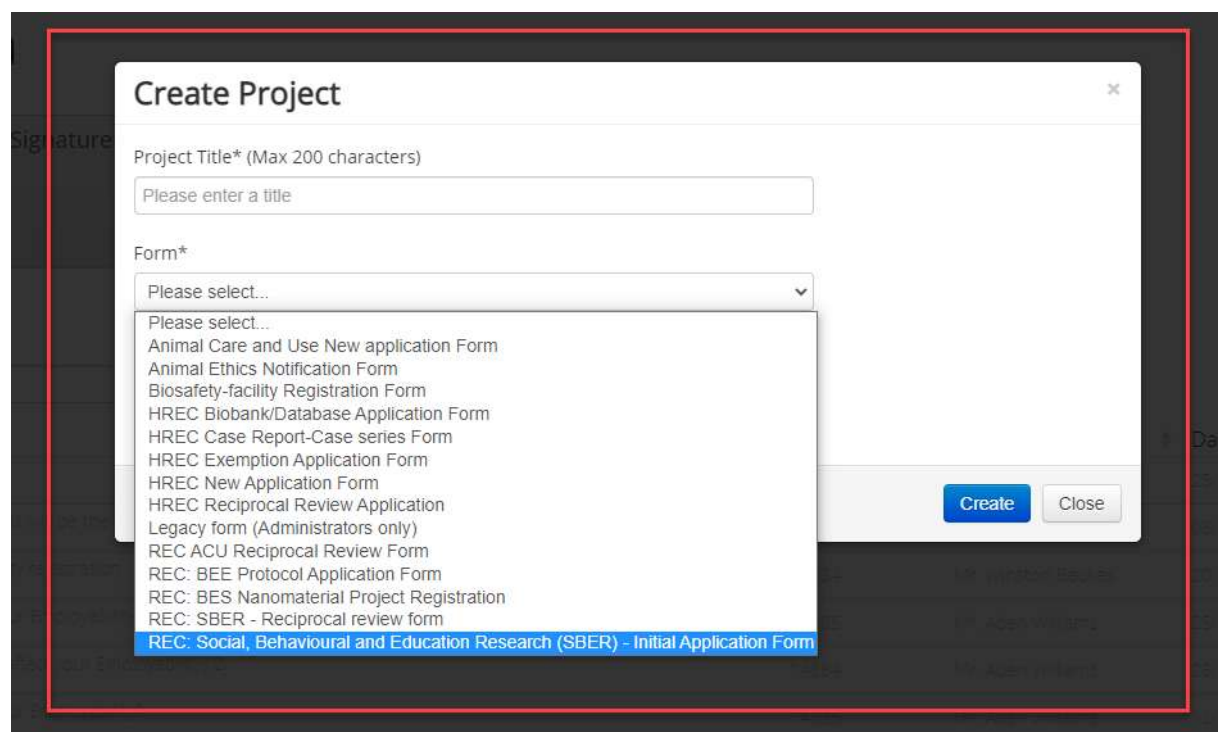 Create Project
×
Signature
Project Title* (Max 200 characters)
Please enter a title
Form*
Please select...
Please select...
Animal Care and Use New application Form
Animal Ethics Notification Form
Biosafety-facility Registration Form
HREC Biobank/Database Application Form
HREC Case Report-Case series Form
HREC Exemption Application Form
HREC New Application Form
HREC Reciprocal Review Application
Legacy form (Administrators only)
REC ACU Reciprocal Review Form
REC: BEE Protocol Application Form
REC: BES Nanomaterial Project Registration
REC: SBER - Reciprocal review form
REC: Social, Behavioural and Education Research (SBER) - Initial Application Form
Create Close
Da